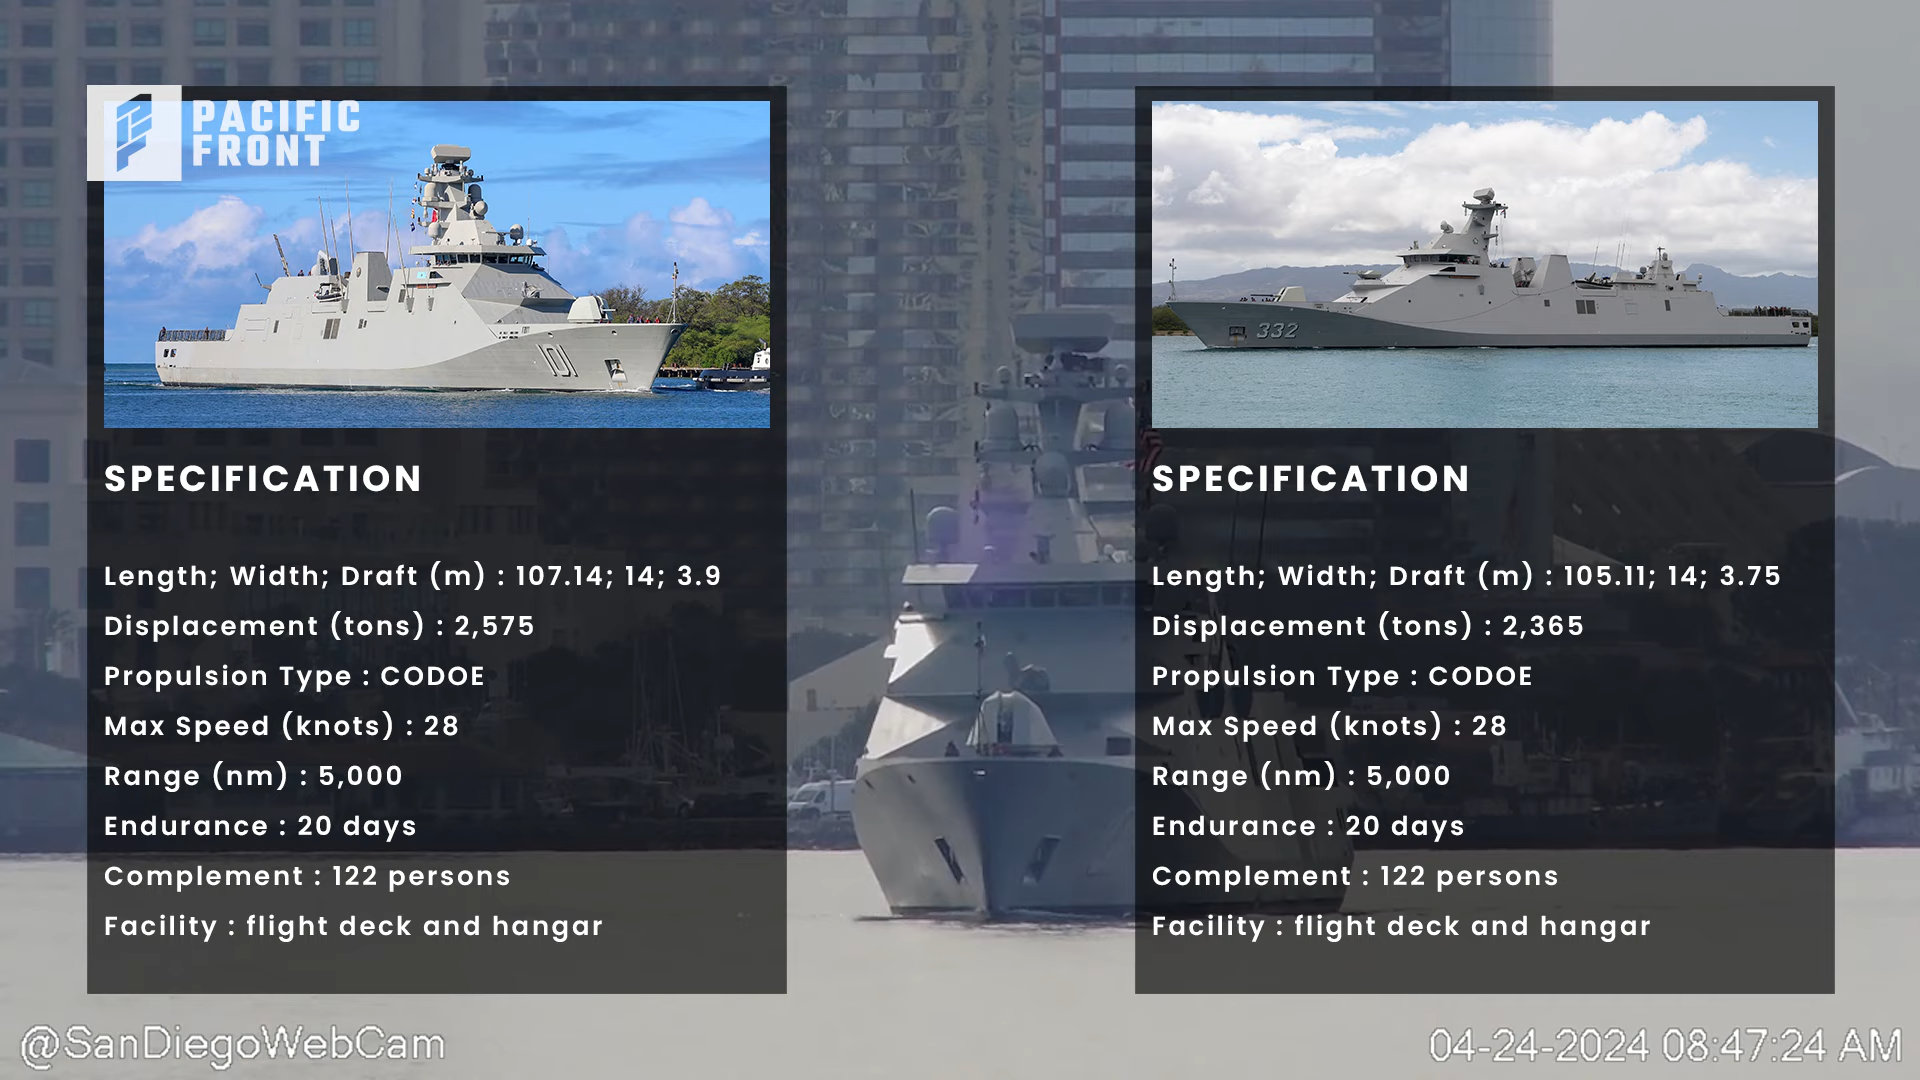 PACIFIC
FRONT
101
SPECIFICATION
Length; Width; Draft (m) : 107.14; 14; 3.9
Displacement (tons) : 2,575
Propulsion Type : CODOE
Max Speed (knots) : 28
Range (nm) : 5,000
Endurance : 20 days
Complement : 122 persons
Facility : flight deck and hangar
332
SPECIFICATION
Length; Width; Draft (m) : 105.11; 14; 3.75
Displacement (tons) : 2,365
Propulsion Type : CODOE
Max Speed (knots) : 28
Range (nm) : 5,000
Endurance : 20 days
Complement : 122 persons
Facility : flight deck and hangar
@SanDiegoWebCam
04-24-2024 08:47:24 AM